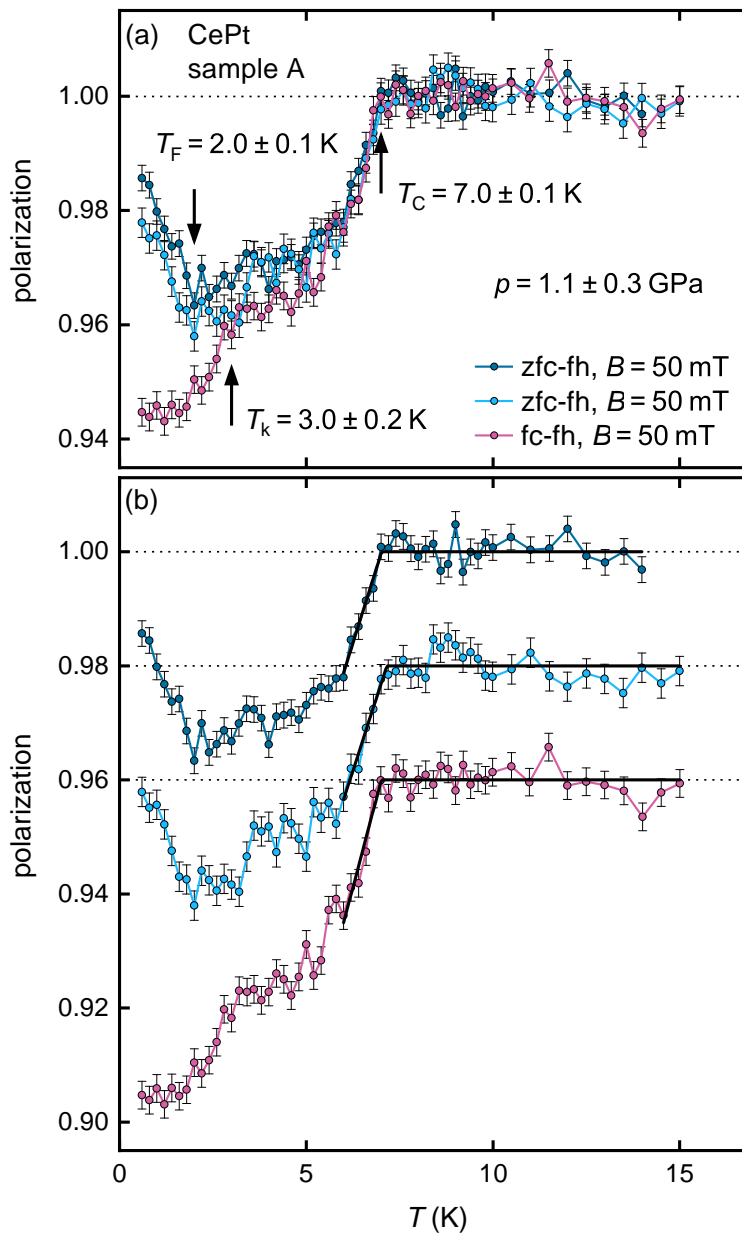 (a)
CePt
sample A
1.00
T_F = 2.0 ± 0.1 K
0.98
T_C = 7.0 ± 0.1 K
polarization
p = 1.1 ± 0.3 GPa
0.96
zfc-fh, B = 50 mT
zfc-fh, B = 50 mT
T_k = 3.0 ± 0.2 K
fc-fh, B = 50 mT
0.94
(b)
1.00
0.98
0.96
polarization
0.94
0.92
0.90
0 5 10 15
T (K)